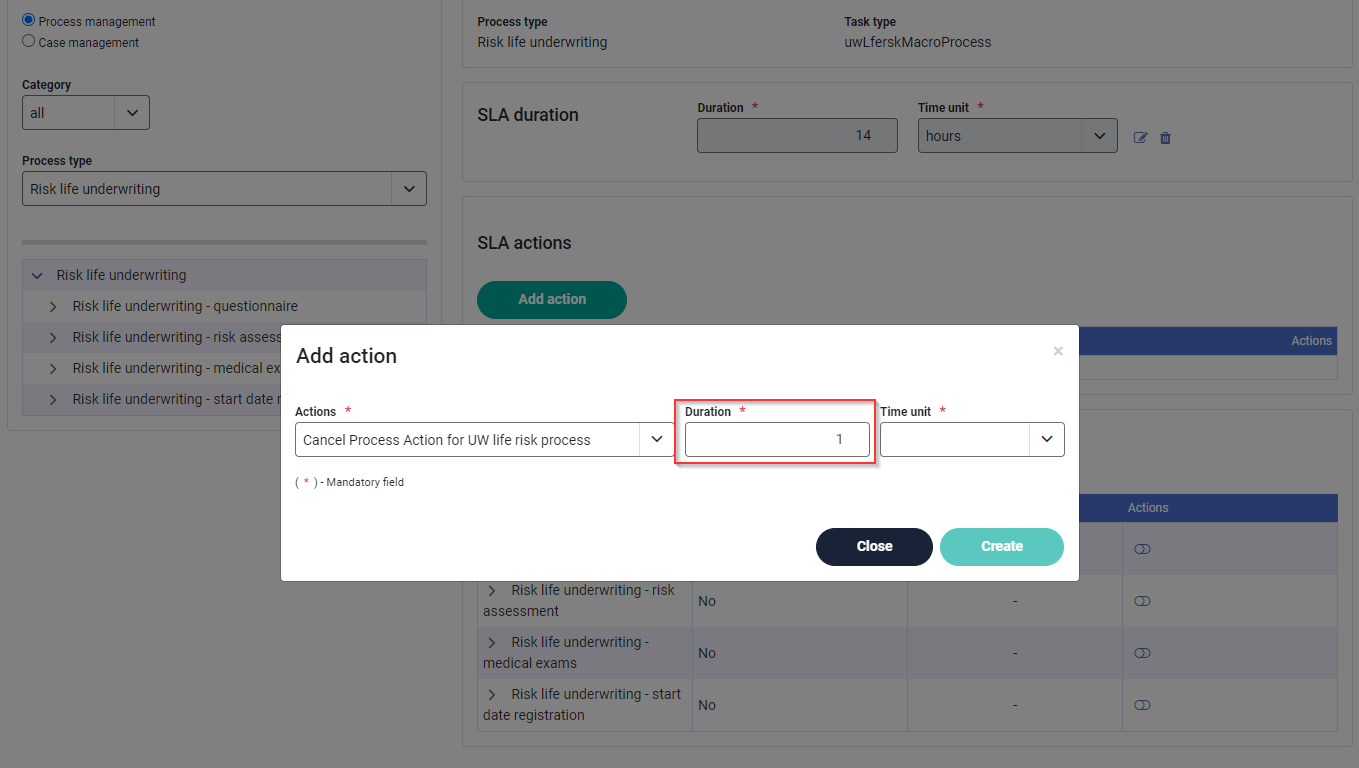 Process management
Case management
Category
all
Process type
Risk life underwriting
Risk life underwriting
Risk life underwriting - questionnaire
Risk life underwriting - risk assess
Risk life underwriting - medical ex
Risk life underwriting - start date r
Process type Task type
Risk life underwriting uwLferskMacroProcess
SLA duration
Duration * Time unit *
14 hours
SLA actions
Add action
Actions
Add action ×
Actions * Duration * Time unit *
Cancel Process Action for UW life risk process 1
( * ) - Mandatory field
Close Create
Actions
Risk life underwriting - risk
assessment No -
Risk life underwriting -
medical exams No -
Risk life underwriting - start
date registration No -